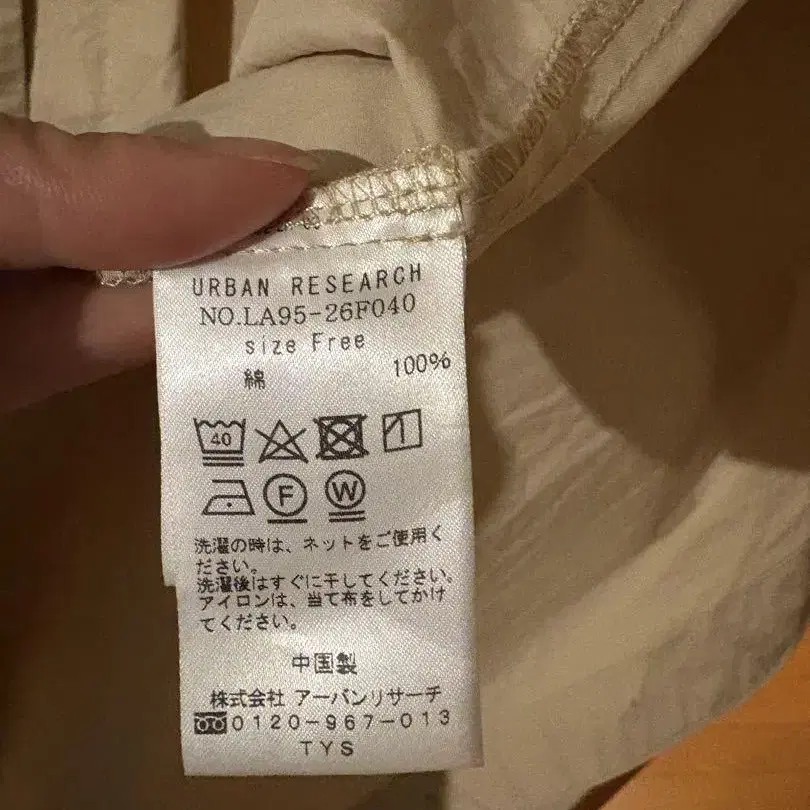 URBAN RESEARCH
NO.LA95-26F040
size Free
綿 100%
40
F W
洗濯の時は、ネットをご使用く
ださい。
洗濯後はすぐに干してください。
アイロンは、当て布をしてかけ
てください。
中国製
株式会社 アーバンリサーチ
0120-967-013
TYS